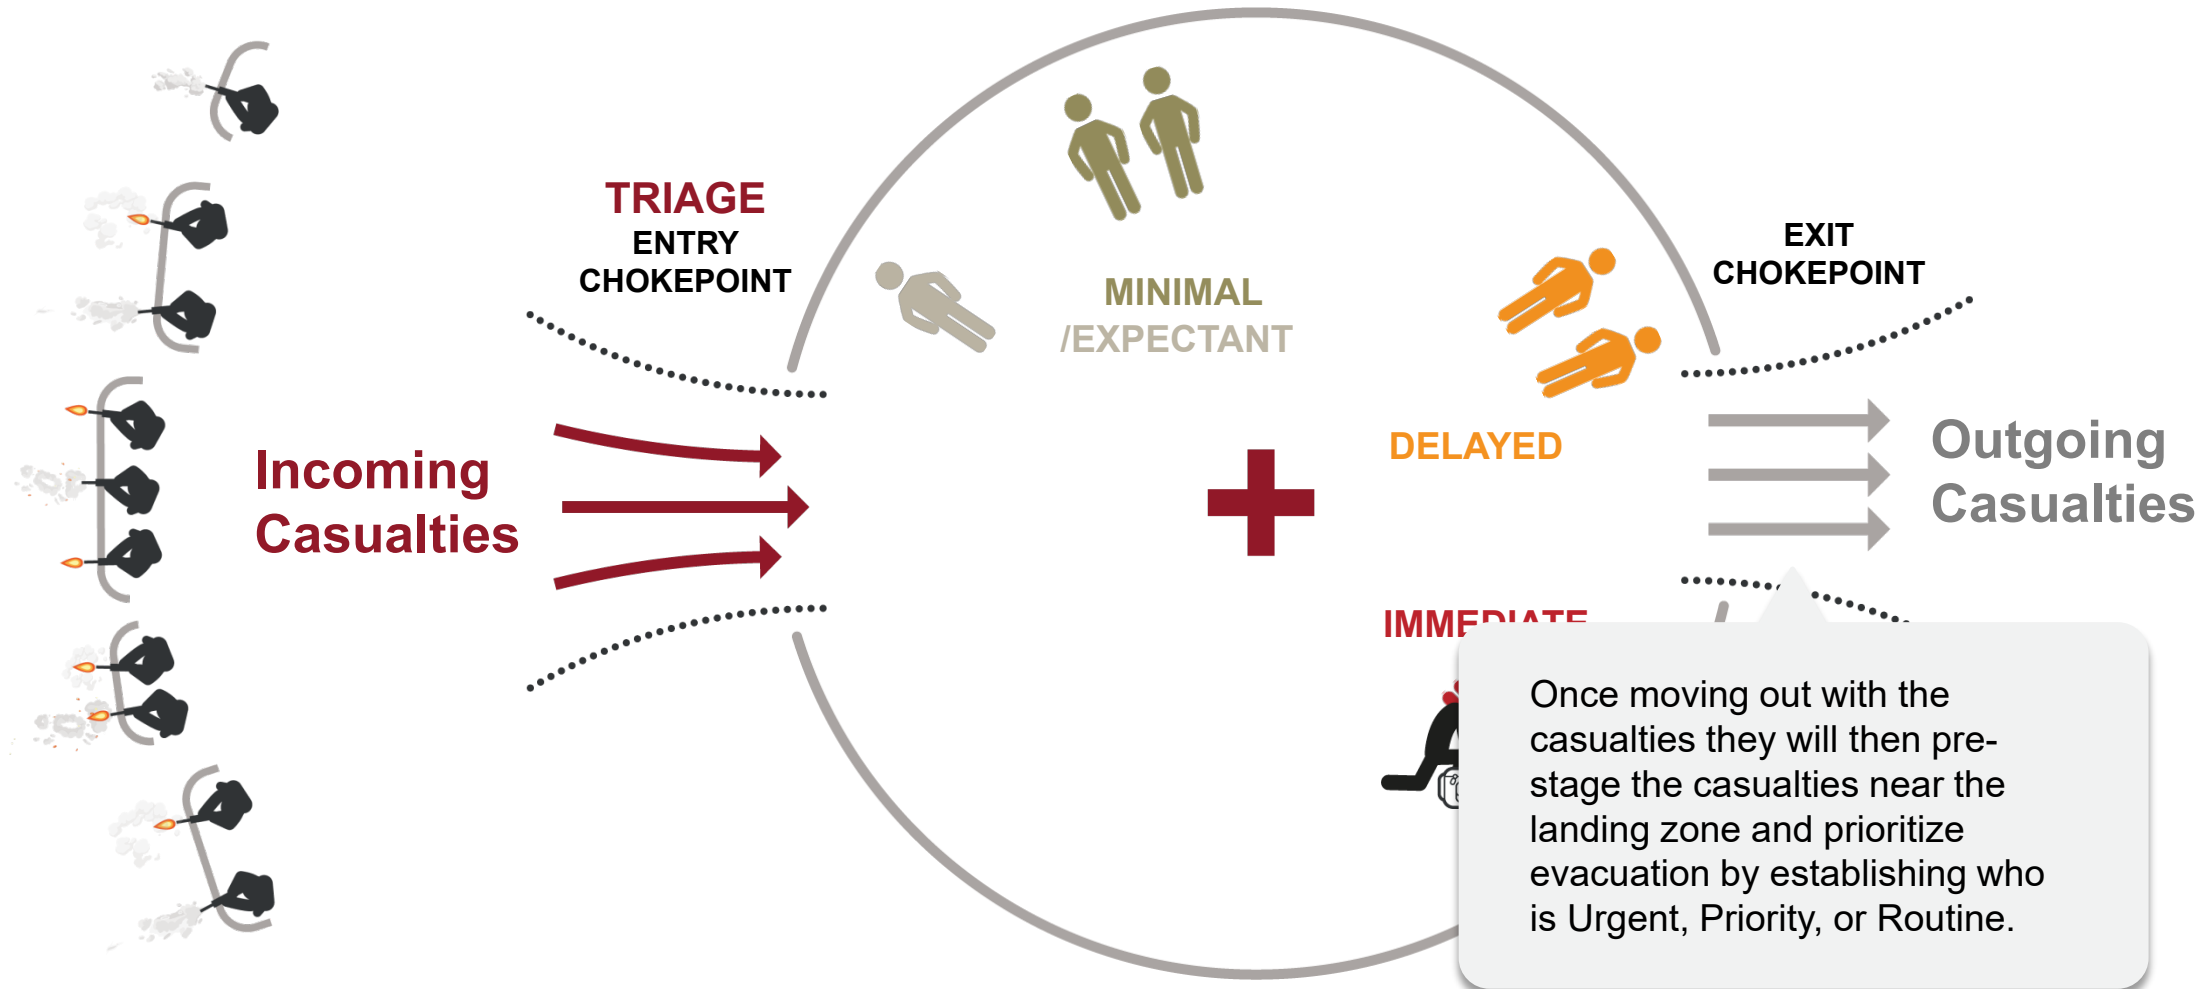 TRIAGE
ENTRY
CHOKEPOINT
Incoming
Casualties
MINIMAL
/EXPECTANT
DELAYED
IMMEDIATE
EXIT
CHOKEPOINT
Outgoing
Casualties
Once moving out with the
casualties they will then pre-
stage the casualties near the
landing zone and prioritize
evacuation by establishing who
is Urgent, Priority, or Routine.